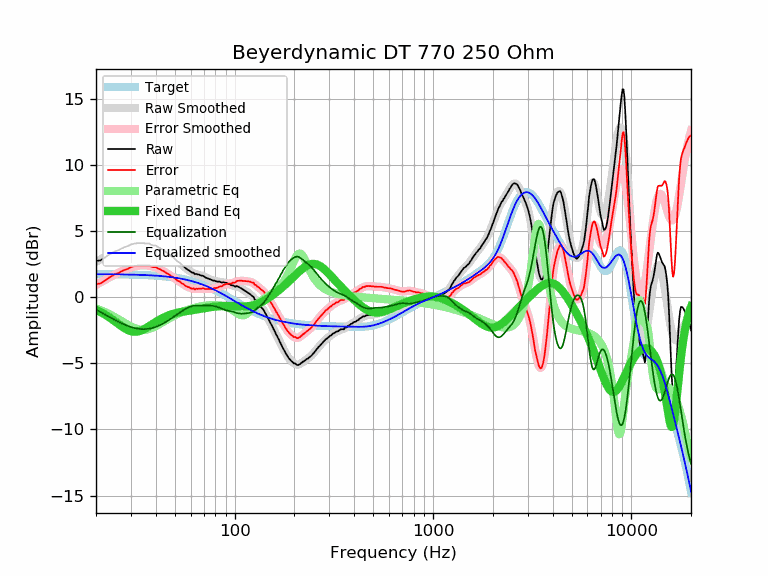 Beyerdynamic DT 770 250 Ohm
Target
Raw Smoothed
Error Smoothed
Raw
Error
Parametric Eq
Fixed Band Eq
Equalization
Equalized smoothed
15
10
5
0
−5
−10
−15
Amplitude (dBr)
100
1000
10000
Frequency (Hz)